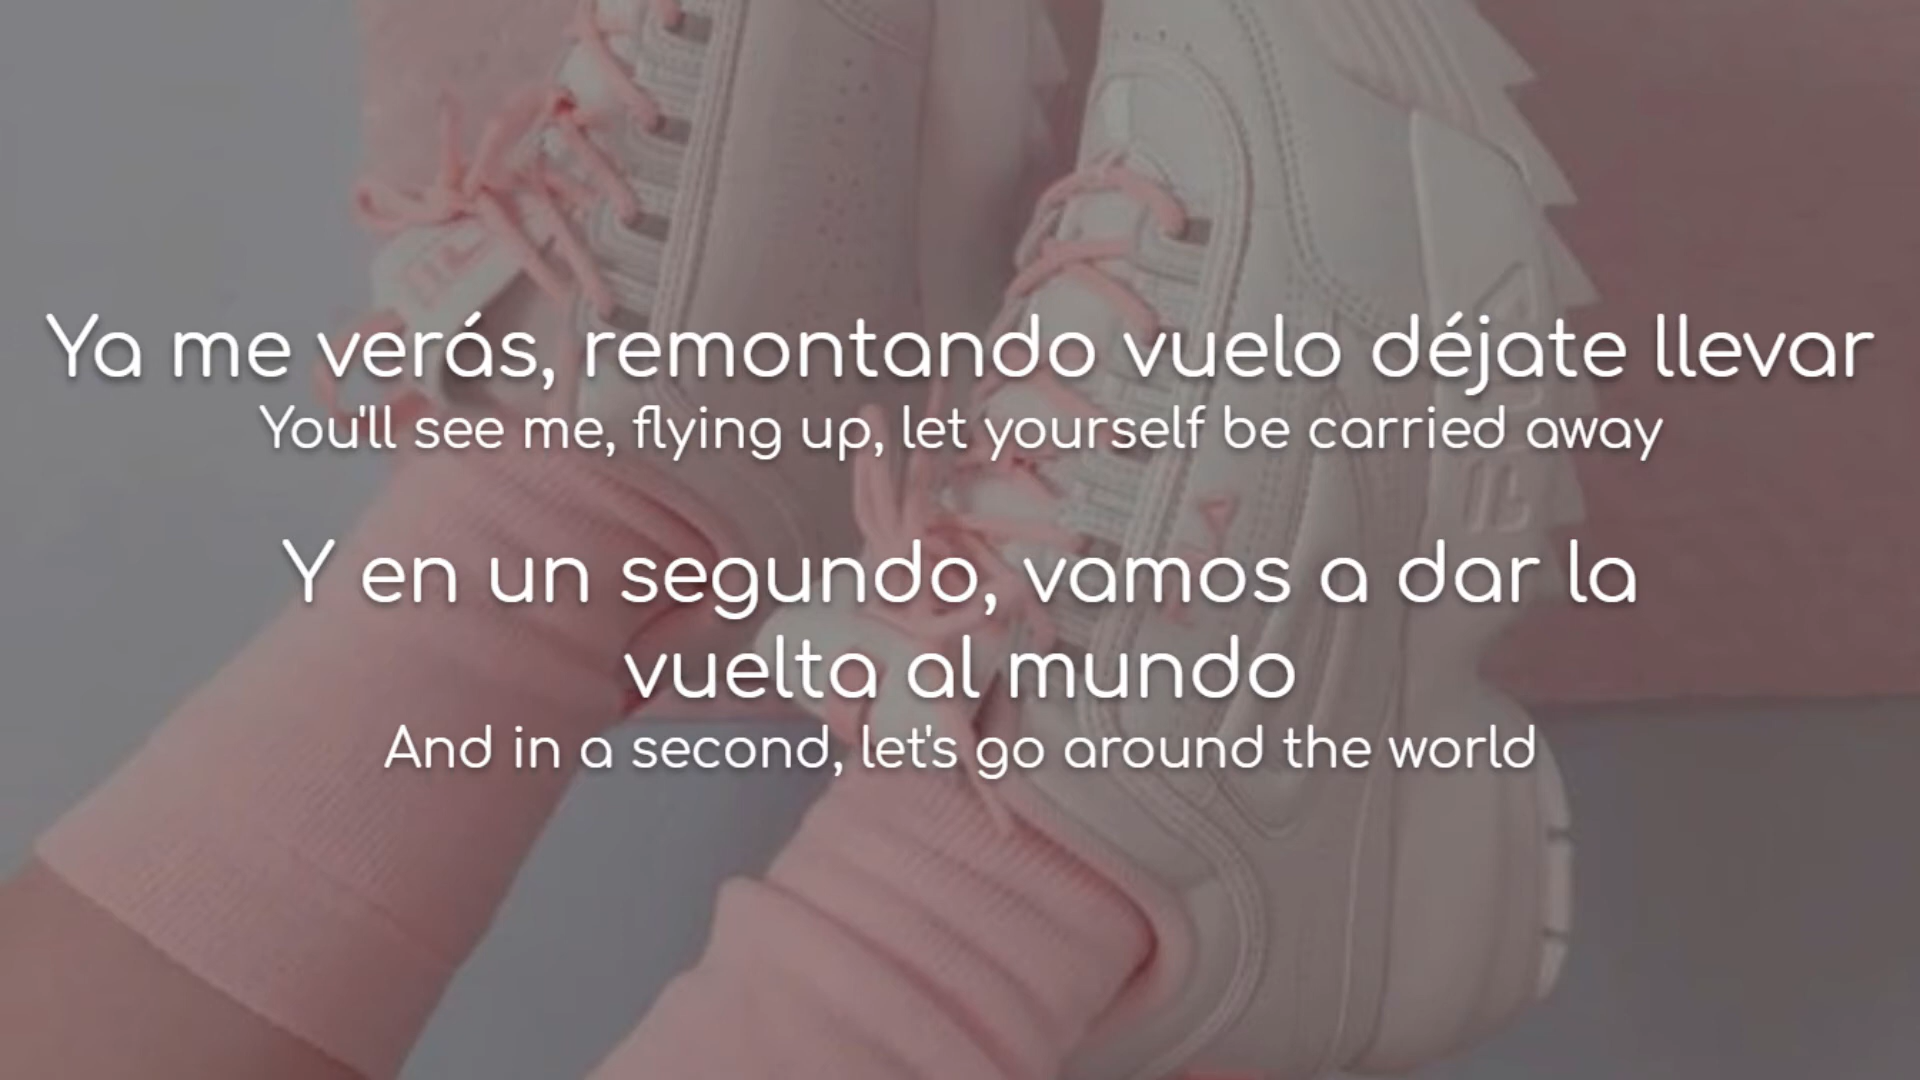 Ya me verás, remontando vuelo déjate llevar
You'll see me, flying up, let yourself be carried away
Y en un segundo, vamos a dar la
vuelta al mundo
And in a second, let's go around the world